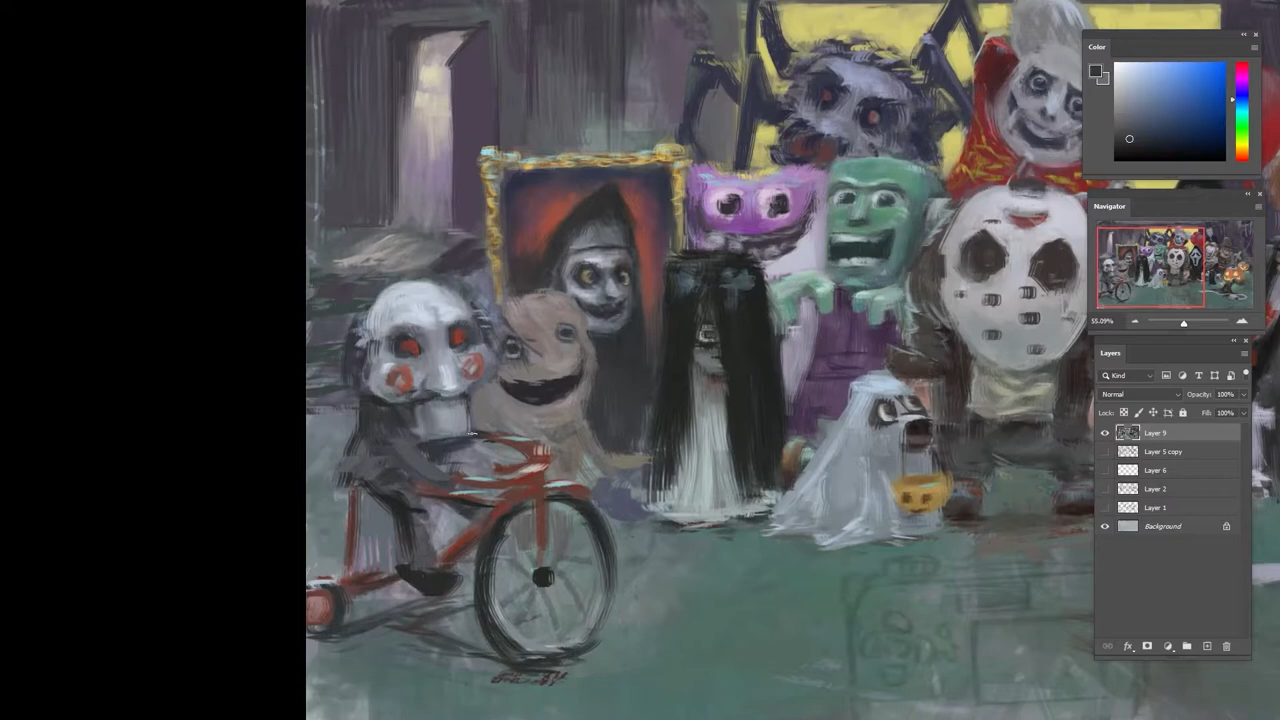 Color
Navigator
55.09%
Layers
Kind
Normal
Opacity: 100%
Lock:
Fill: 100%
Layer 9
Layer 5 copy
Layer 6
Layer 2
Layer 1
Background
fx